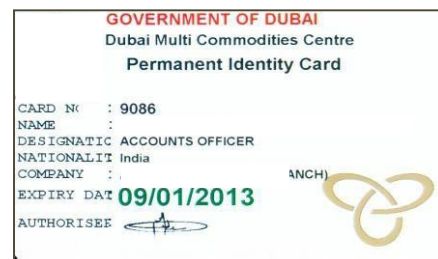 GOVERNMENT OF DUBAI
Dubai Multi Commodities Centre
Permanent Identity Card
CARD N : 9086
NAME :
DESIGNATIC ACCOUNTS OFFICER
NATIONALIT India
COMPANY : ANCH)
EXPIRY DAT 09/01/2013
AUTHORISE